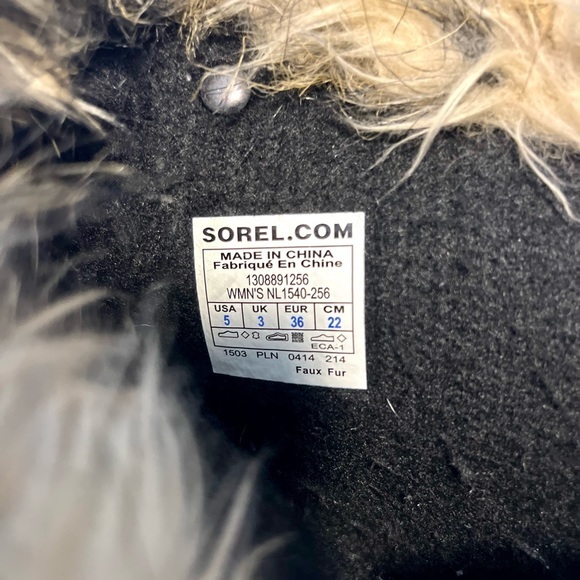 SOREL.COM
MADE IN CHINA
Fabriqué En Chine
1308891256
WMN'S NL1540-256
USA UK EUR CM
5 3 36 22
ECA-1
1503 PLN 0414 214
Faux Fur